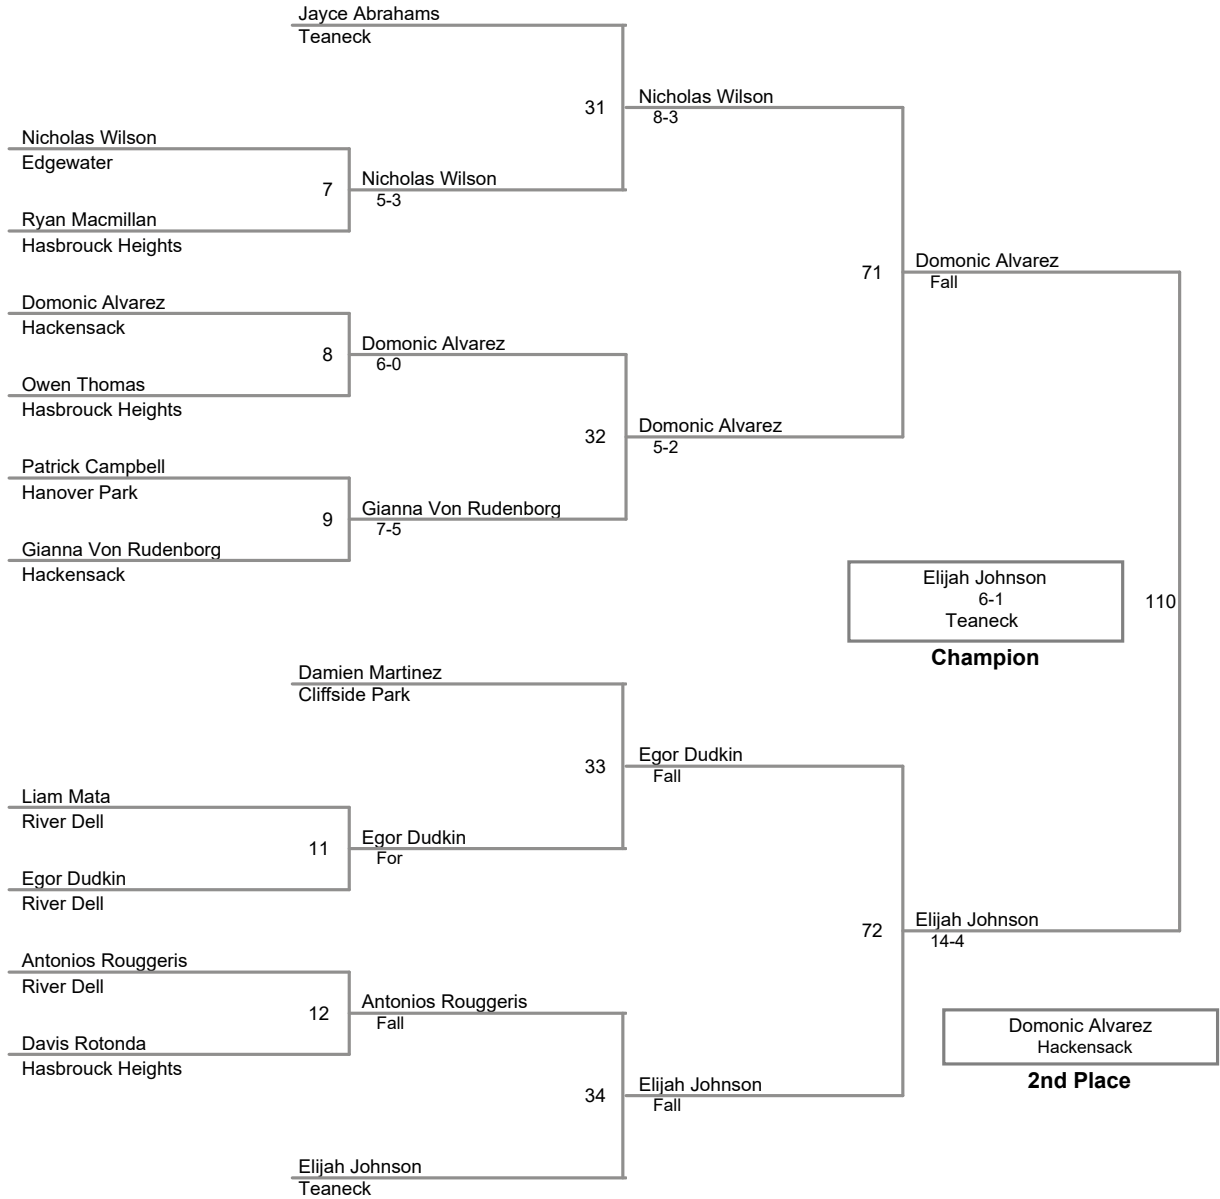 Jayce Abrahams
Teaneck
31
Nicholas Wilson
8-3
Nicholas Wilson
Edgewater
7
Nicholas Wilson
5-3
Ryan Macmillan
Hasbrouck Heights
71
Domonic Alvarez
Fall
Domonic Alvarez
Hackensack
8
Domonic Alvarez
6-0
Owen Thomas
Hasbrouck Heights
32
Domonic Alvarez
5-2
Patrick Campbell
Hanover Park
9
Gianna Von Rudenborg
7-5
Gianna Von Rudenborg
Hackensack
Elijah Johnson
6-1
Teaneck
110
Champion
Damien Martinez
Cliffside Park
33
Egor Dudkin
Fall
Liam Mata
River Dell
11
Egor Dudkin
For
Egor Dudkin
River Dell
72
Elijah Johnson
14-4
Antonios Rouggeris
River Dell
12
Antonios Rouggeris
Fall
Davis Rotonda
Hasbrouck Heights
Domonic Alvarez
Hackensack
2nd Place
34
Elijah Johnson
Fall
Elijah Johnson
Teaneck